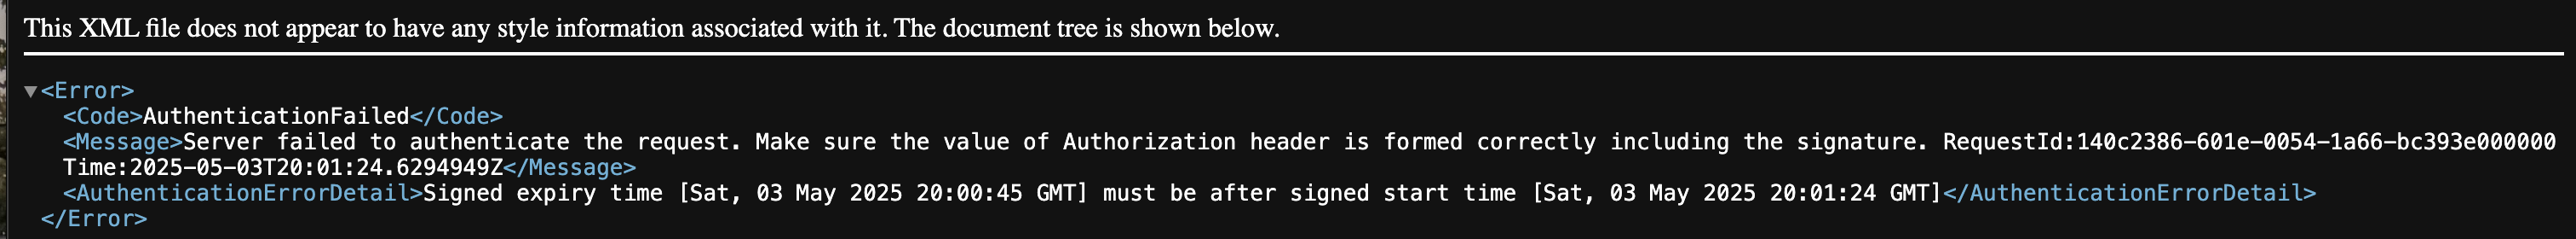 This XML file does not appear to have any style information associated with it. The document tree is shown below.
▼<Error>
<Code>AuthenticationFailed</Code>
<Message>Server failed to authenticate the request. Make sure the value of Authorization header is formed correctly including the signature. RequestId:140c2386-601e-0054-1a66-bc393e000000
Time:2025-05-03T20:01:24.6294949Z</Message>
<AuthenticationErrorDetail>Signed expiry time [Sat, 03 May 2025 20:00:45 GMT] must be after signed start time [Sat, 03 May 2025 20:01:24 GMT]</AuthenticationErrorDetail>
</Error>